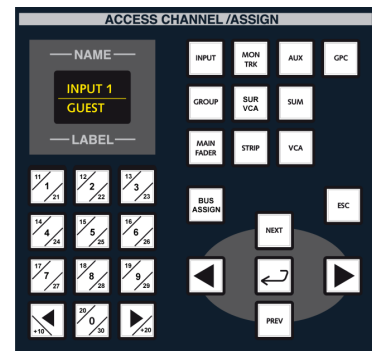 ACCESS CHANNEL /ASSIGN
NAME
INPUT 1
GUEST
LABEL
INPUT
MON
TRK
AUX
GPC
GROUP
SUR
VCA
SUM
MAIN
FADER
STRIP
VCA
BUS
ASSIGN
ESC
NEXT
PREV
11
1
21
12
2
22
13
3
23
14
4
24
15
5
25
16
6
26
17
7
27
18
8
28
19
9
29
+10
20
0
30
+20